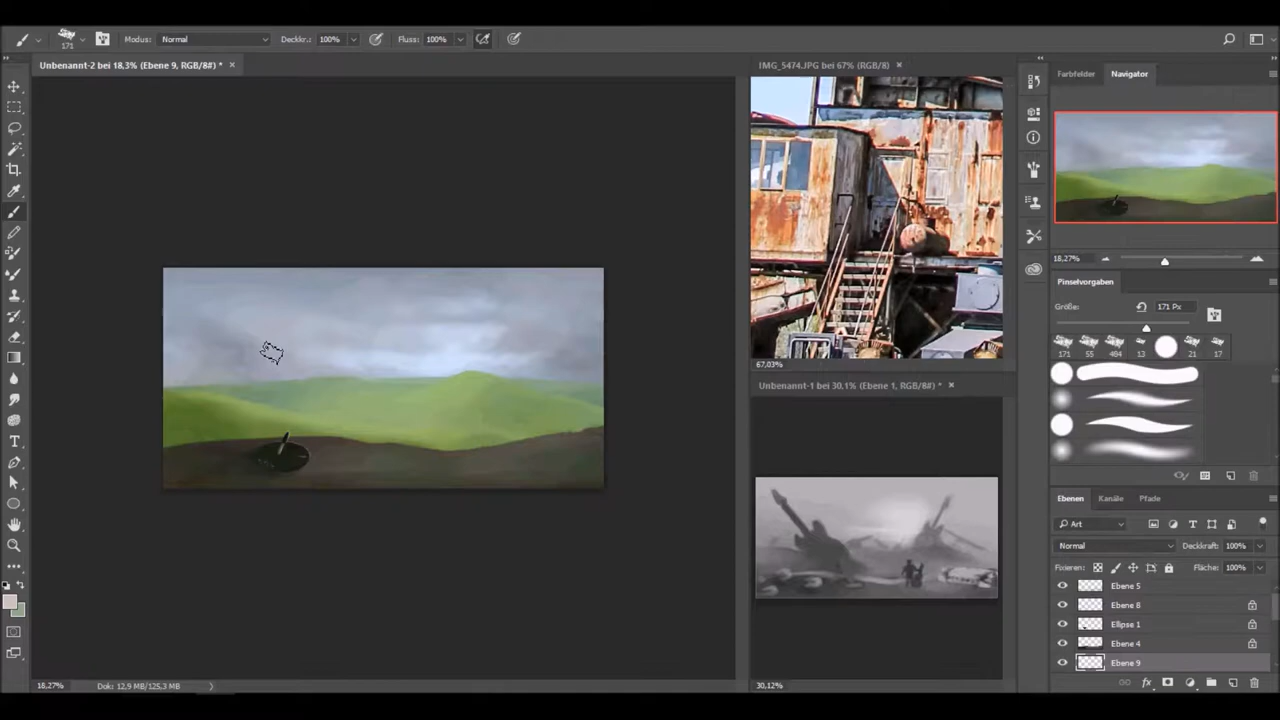 171
Modus:
Normal
Deckkr.:
100%
Fluss:
100%
Unbenannt-2 bei 18,3% (Ebene 9, RGB/8#) *
IMG_5474.JPG bei 67% (RGB/8)
Farbfelder
Navigator
18,27%
Pinselvorgaben
Größe:
171 Px
171
55
484
13
21
17
67,03%
Unbenannt-1 bei 30,1% (Ebene 1, RGB/8#) *
Ebenen
Kanäle
Pfade
Art
Normal
Deckkraft:
100%
Fixieren:
Fläche:
100%
Ebene 5
Ebene 8
Ellipse 1
Ebene 4
Ebene 9
fx
18,27%
Dok: 12,9 MB/125,3 MB
30,12%